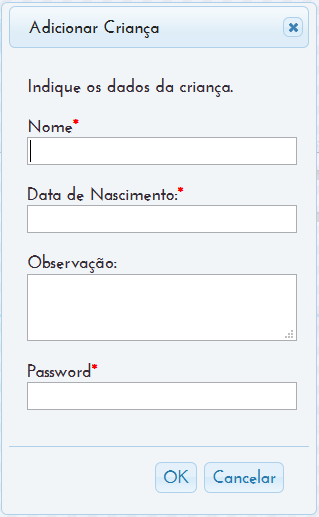 Adicionar Criança
Indique os dados da criança.
Nome*
Data de Nascimento:*
Observação:
Password*
OK Cancelar